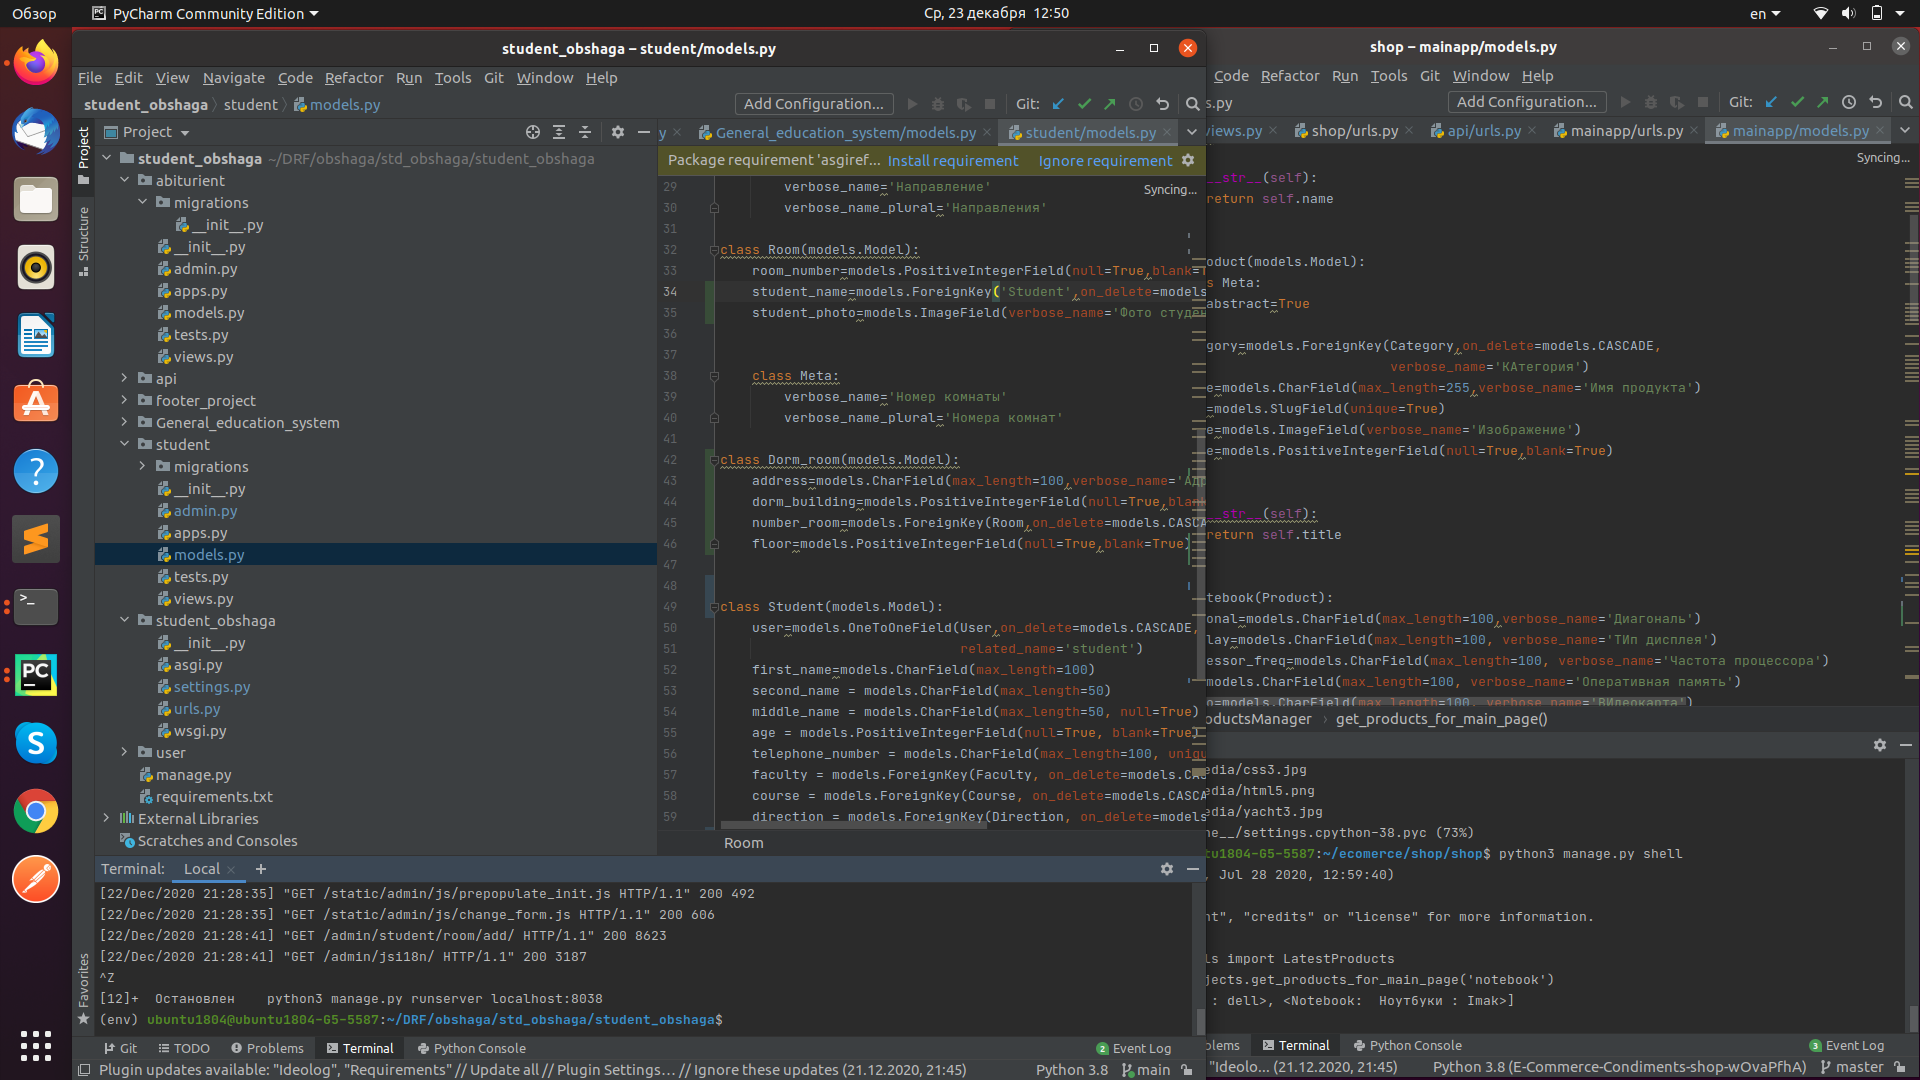 Обзор
PyCharm Community Edition
Ср, 23 декабря 12:50
en
student_obshaga – student/models.py
File Edit View Navigate Code Refactor Run Tools Git Window Help
student_obshaga student models.py
Add Configuration...
Git:
Project
student_obshaga ~/DRF/obshaga/std_obshaga/student_obshaga
abiturient
migrations
__init__.py
__init__.py
admin.py
apps.py
models.py
tests.py
views.py
api
footer_project
General_education_system
student
migrations
__init__.py
admin.py
apps.py
models.py
tests.py
views.py
student_obshaga
__init__.py
asgi.py
settings.py
urls.py
wsgi.py
user
manage.py
requirements.txt
External Libraries
Scratches and Consoles
Project
Structure
Favorites
y General_education_system/models.py student/models.py
Package requirement 'asgiref... Install requirement Ignore requirement
Syncing...
29 verbose_name='Направление'
30 verbose_name_plural='Направления'
31
32 class Room(models.Model):
33 room_number=models.PositiveIntegerField(null=True,blank=T
34 student_name=models.ForeignKey('Student',on_delete=models
35 student_photo=models.ImageField(verbose_name='Фото студен
36
37
38 class Meta:
39 verbose_name='Номер комнаты'
40 verbose_name_plural='Номера комнат'
41
42 class Dorm_room(models.Model):
43 address=models.CharField(max_length=100,verbose_name='Адр
44 dorm_building=models.PositiveIntegerField(null=True,blank
45 number_room=models.ForeignKey(Room,on_delete=models.CASCA
46 floor=models.PositiveIntegerField(null=True,blank=True)
47
48
49 class Student(models.Model):
50 user=models.OneToOneField(User,on_delete=models.CASCADE,
51 related_name='student')
52 first_name=models.CharField(max_length=100)
53 second_name = models.CharField(max_length=50)
54 middle_name = models.CharField(max_length=50, null=True)
55 age = models.PositiveIntegerField(null=True, blank=True)
56 telephone_number = models.CharField(max_length=100, uniqu
57 faculty = models.ForeignKey(Faculty, on_delete=models.CAS
58 course = models.ForeignKey(Course, on_delete=models.CASCA
59 direction = models.ForeignKey(Direction, on_delete=models
Room
Terminal: Local +
[22/Dec/2020 21:28:35] "GET /static/admin/js/prepopulate_init.js HTTP/1.1" 200 492
[22/Dec/2020 21:28:35] "GET /static/admin/js/change_form.js HTTP/1.1" 200 606
[22/Dec/2020 21:28:41] "GET /admin/student/room/add/ HTTP/1.1" 200 8623
[22/Dec/2020 21:28:41] "GET /admin/jsi18n/ HTTP/1.1" 200 3187
^Z
[12]+ Остановлен python3 manage.py runserver localhost:8038
(env) ubuntu1804@ubuntu1804-G5-5587:~/DRF/obshaga/std_obshaga/student_obshaga$
Git TODO Problems Terminal Python Console
2 Event Log
Plugin updates available: "Ideolog", "Requirements" // Update all // Plugin Settings... // Ignore these updates (21.12.2020, 21:45)
Python 3.8 main
shop – mainapp/models.py
Code Refactor Run Tools Git Window Help
s.py
Add Configuration...
Git:
views.py shop/urls.py api/urls.py mainapp/urls.py mainapp/models.py
Syncing...
__str__(self):
return self.name
oduct(models.Model):
s Meta:
abstract=True
gory=models.ForeignKey(Category,on_delete=models.CASCADE,
verbose_name='КАтегория')
e=models.CharField(max_length=255,verbose_name='Имя продукта')
=models.SlugField(unique=True)
e=models.ImageField(verbose_name='Изображение')
e=models.PositiveIntegerField(null=True,blank=True)
__str__(self):
return self.title
tebook(Product):
onal=models.CharField(max_length=100,verbose_name='Диагональ')
lay=models.CharField(max_length=100, verbose_name='ТИп дисплея')
essor_freq=models.CharField(max_length=100, verbose_name='Частота процессора')
models.CharField(max_length=100, verbose_name='Оперативная память')
o=models.CharField(max_length=100, verbose_name='ВИдеокарта')
oductsManager get_products_for_main_page()
edia/css3.jpg
edia/html5.png
edia/yacht3.jpg
he__/settings.cpython-38.pyc (73%)
tu1804-G5-5587:~/ecomerce/shop/shop$ python3 manage.py shell
, Jul 28 2020, 12:59:40)
ht", "credits" or "license" for more information.
ls import LatestProducts
jects.get_products_for_main_page('notebook')
: dell>, <Notebook: Ноутбуки : Imak>]
blems Terminal Python Console
3 Event Log
"Ideolo... (21.12.2020, 21:45)
Python 3.8 (E-Commerce-Condiments-shop-wOvaPfhA) master